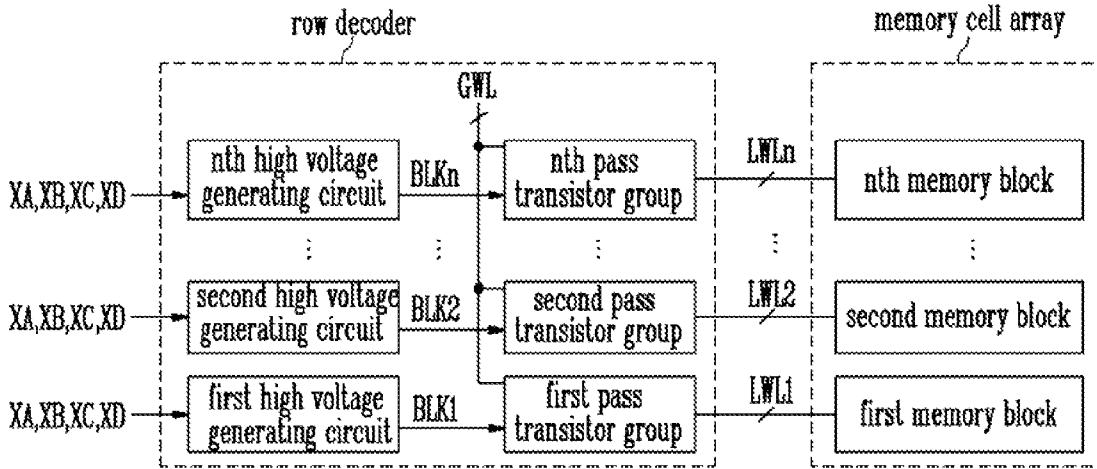 row decoder
memory cell array
GWL
XA,XB,XC,XD
nth high voltage
generating circuit
BLKn
nth pass
transistor group
LWLn
nth memory block
XA,XB,XC,XD
second high voltage
generating circuit
BLK2
second pass
transistor group
LWL2
second memory block
XA,XB,XC,XD
first high voltage
generating circuit
BLK1
first pass
transistor group
LWL1
first memory block